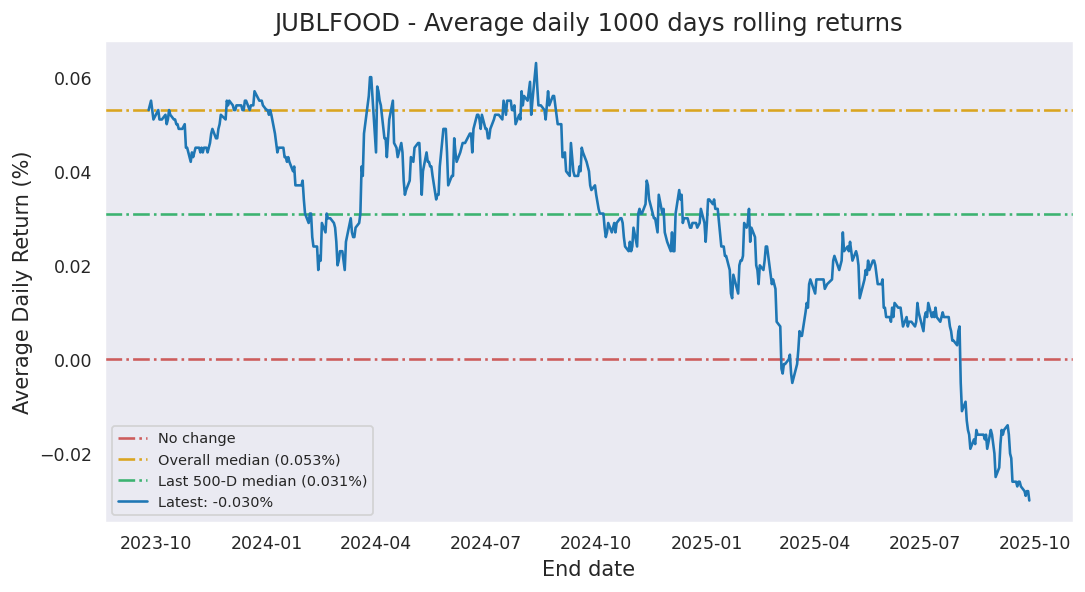 JUBLFOOD - Average daily 1000 days rolling returns
Average Daily Return (%)
0.06
0.04
0.02
0.00
−0.02
No change
Overall median (0.053%)
Last 500-D median (0.031%)
Latest: -0.030%
2023-10 2024-01 2024-04 2024-07 2024-10 2025-01 2025-04 2025-07 2025-10
End date